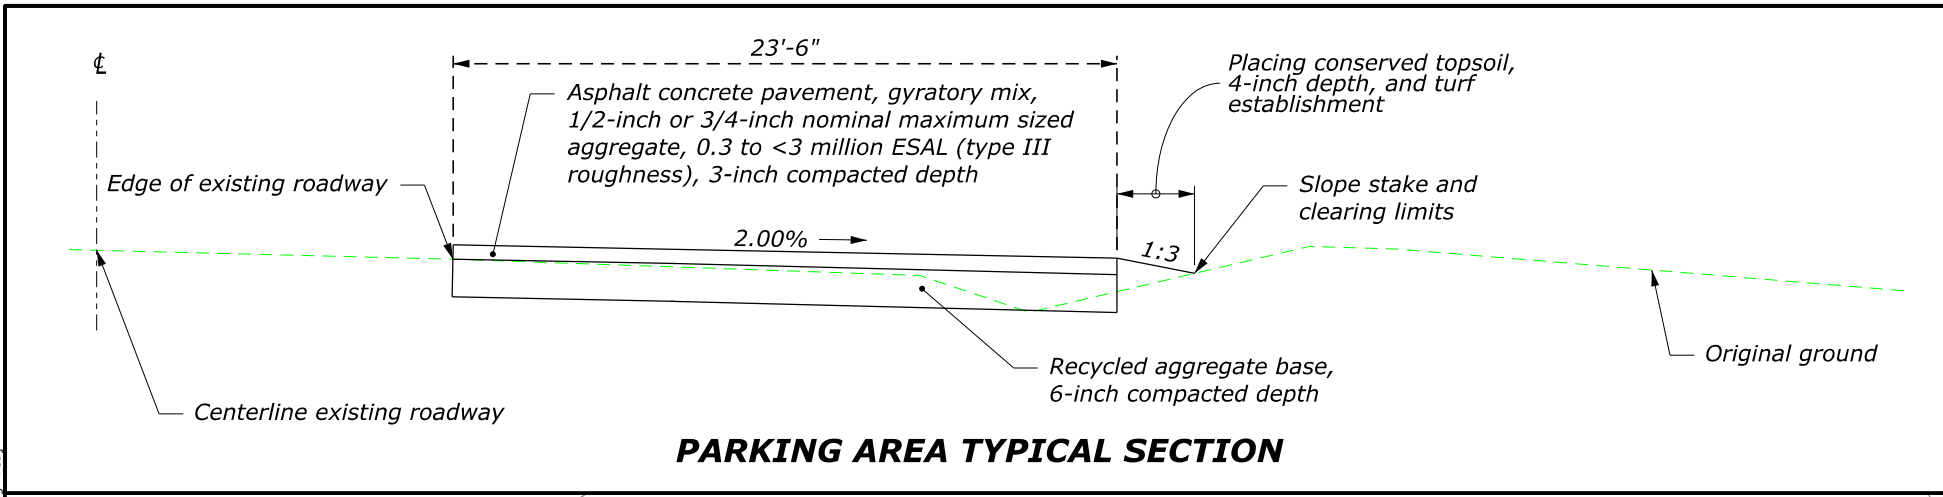 23'-6"
℄
Placing conserved topsoil,
4-inch depth, and turf
establishment
Asphalt concrete pavement, gyratory mix,
1/2-inch or 3/4-inch nominal maximum sized
aggregate, 0.3 to <3 million ESAL (type III
roughness), 3-inch compacted depth
Edge of existing roadway
Slope stake and
clearing limits
2.00%
1:3
Original ground
Recycled aggregate base,
6-inch compacted depth
Centerline existing roadway
PARKING AREA TYPICAL SECTION